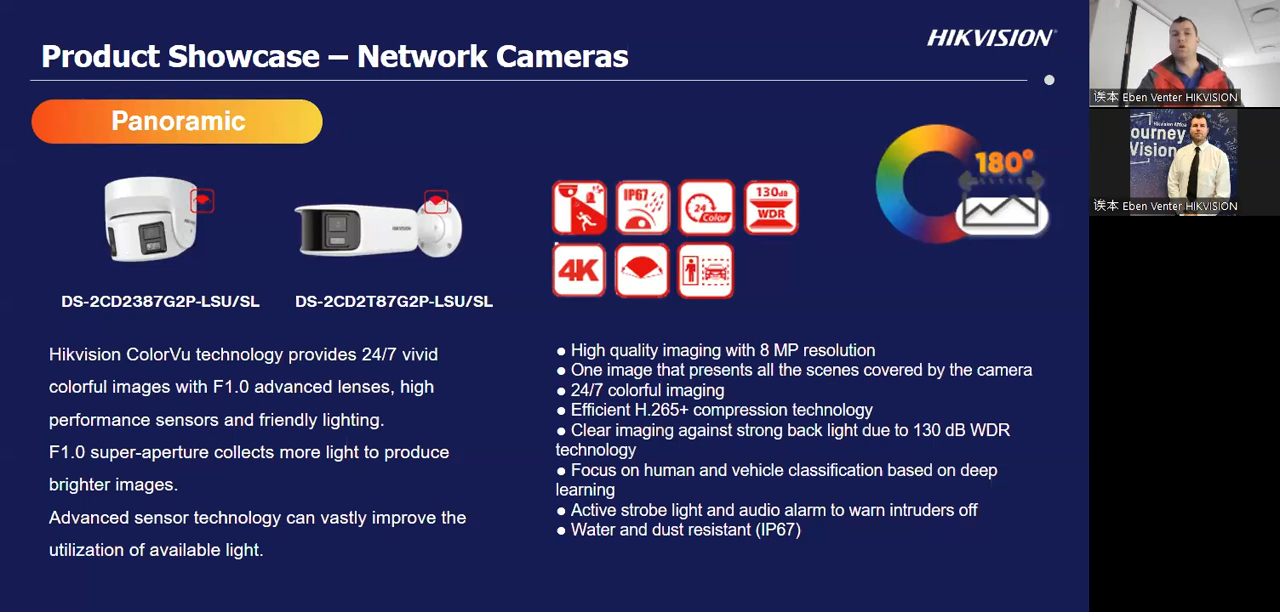 HIKVISION
Product Showcase – Network Cameras
Panoramic
180°
IP67
24
Color
130dB
WDR
4K
DS-2CD2387G2P-LSU/SL
DS-2CD2T87G2P-LSU/SL
Hikvision ColorVu technology provides 24/7 vivid
colorful images with F1.0 advanced lenses, high
performance sensors and friendly lighting.
F1.0 super-aperture collects more light to produce
brighter images.
Advanced sensor technology can vastly improve the
utilization of available light.
● High quality imaging with 8 MP resolution
● One image that presents all the scenes covered by the camera
● 24/7 colorful imaging
● Efficient H.265+ compression technology
● Clear imaging against strong back light due to 130 dB WDR
technology
● Focus on human and vehicle classification based on deep
learning
● Active strobe light and audio alarm to warn intruders off
● Water and dust resistant (IP67)
诶本 Eben Venter HIKVISION
Hikvision Africa
ourney
Vision
诶本 Eben Venter HIKVISION